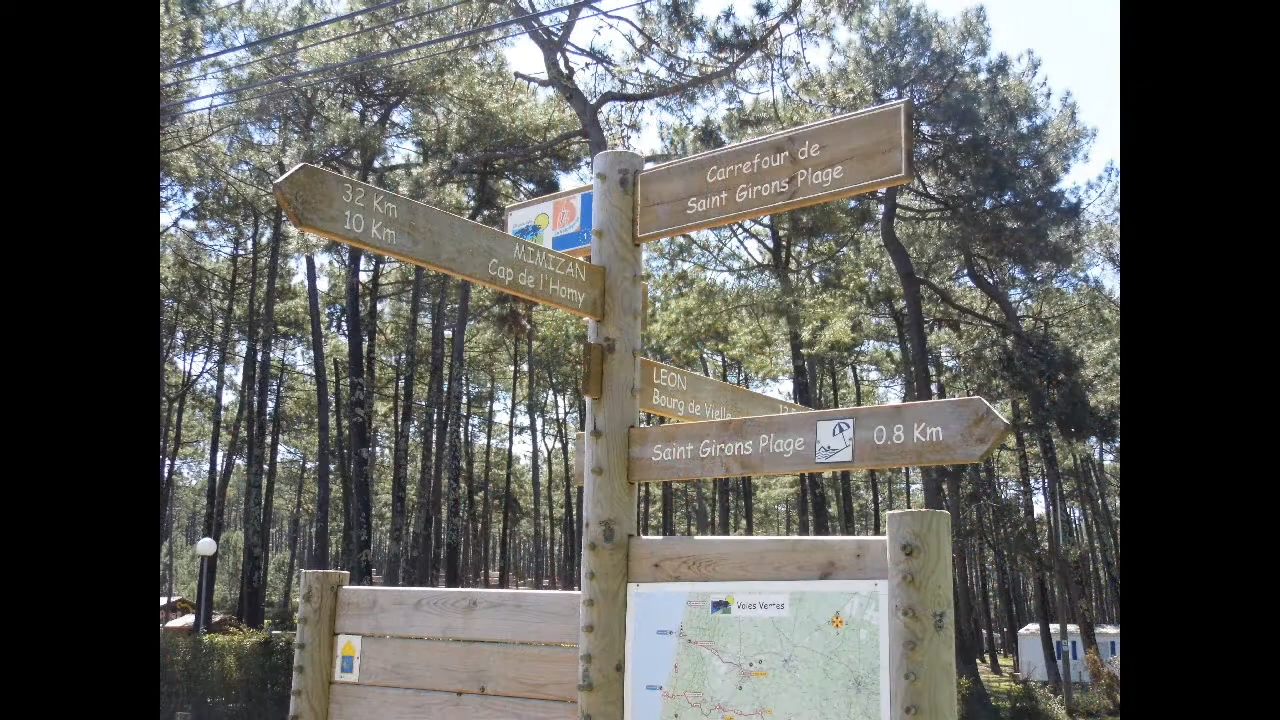 Carrefour de
Saint Girons Plage
32 Km
10 Km
MIMIZAN
Cap de l'Homy
LEON
Bourg de Vielle
Saint Girons Plage 0.8 Km
Voies Vertes